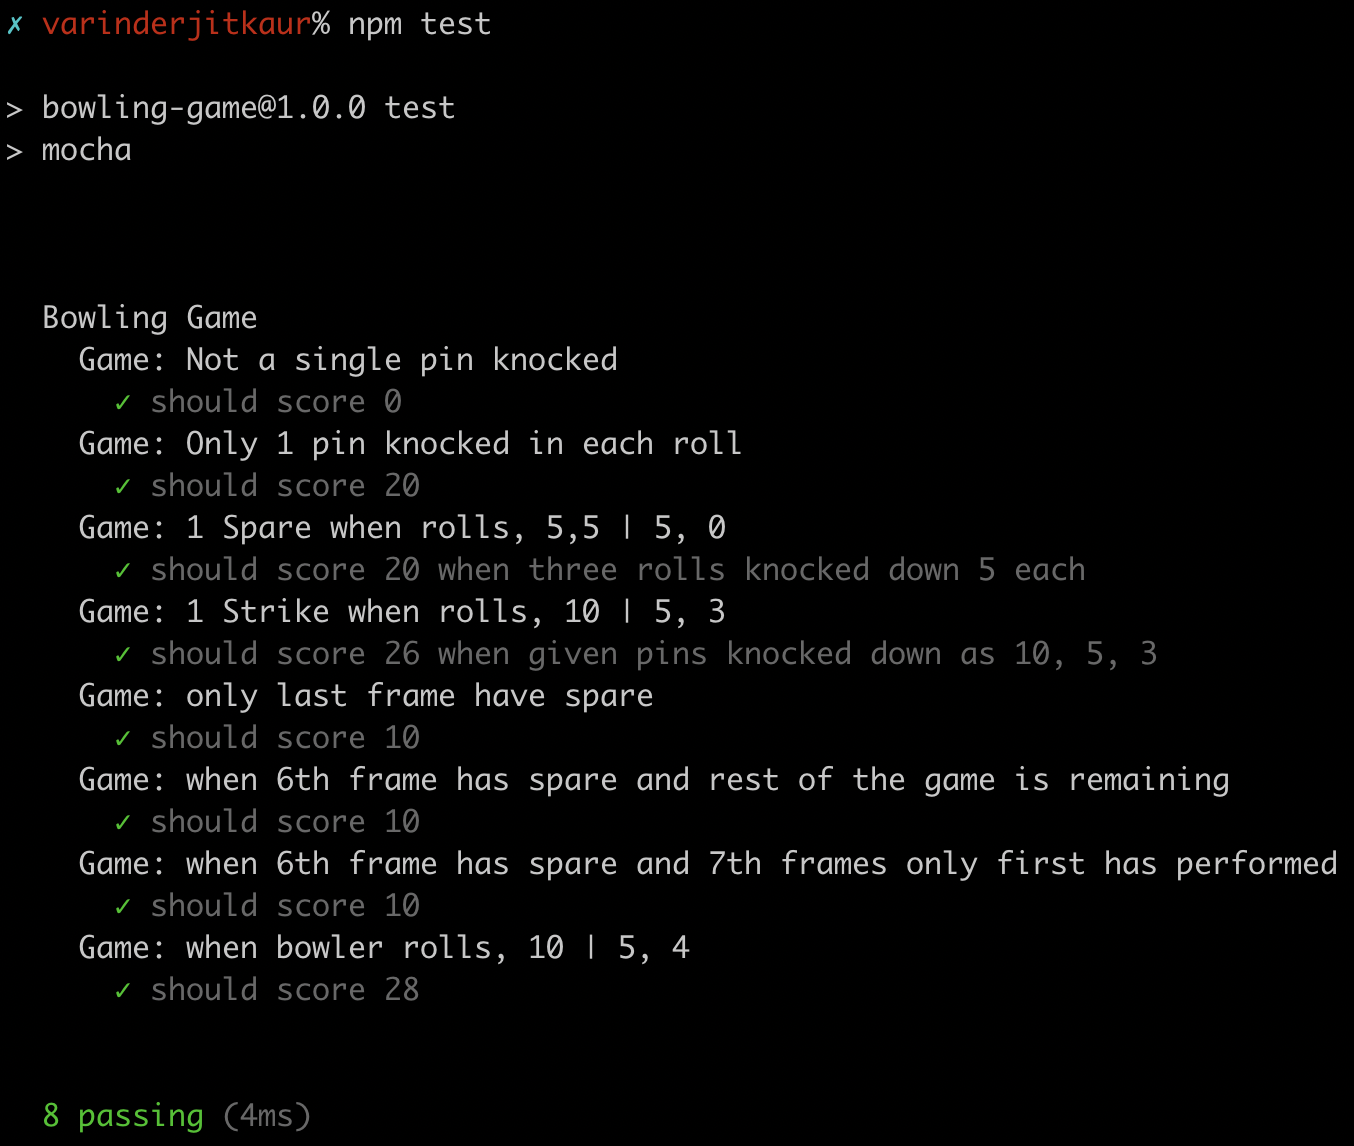 ✗ varinderjitkaur% npm test
> bowling-game@1.0.0 test
> mocha
Bowling Game
Game: Not a single pin knocked
✓ should score 0
Game: Only 1 pin knocked in each roll
✓ should score 20
Game: 1 Spare when rolls, 5,5 | 5, 0
✓ should score 20 when three rolls knocked down 5 each
Game: 1 Strike when rolls, 10 | 5, 3
✓ should score 26 when given pins knocked down as 10, 5, 3
Game: only last frame have spare
✓ should score 10
Game: when 6th frame has spare and rest of the game is remaining
✓ should score 10
Game: when 6th frame has spare and 7th frames only first has performed
✓ should score 10
Game: when bowler rolls, 10 | 5, 4
✓ should score 28
8 passing (4ms)